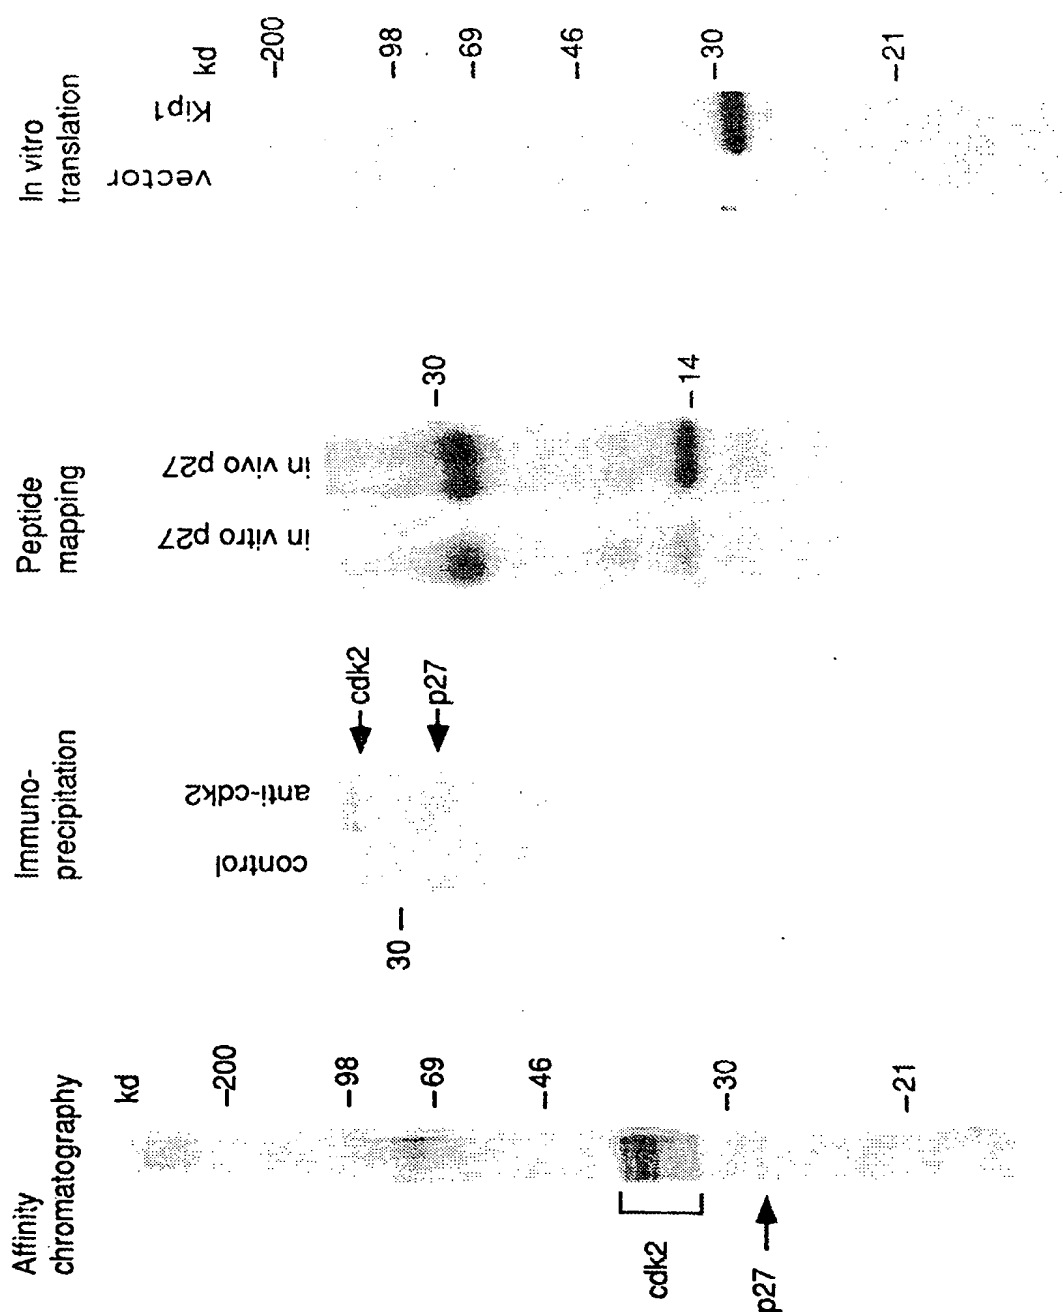 Affinity
chromatography
kd
–200
–98
–69
–46
–30
–21
cdk2
p27
Immuno-
precipitation
control
anti-cdk2
30 –
cdk2
p27
Peptide
mapping
in vitro p27
in vivo p27
–30
–14
In vitro
translation
vector
Kip1
kd
–200
–98
–69
–46
–30
–21